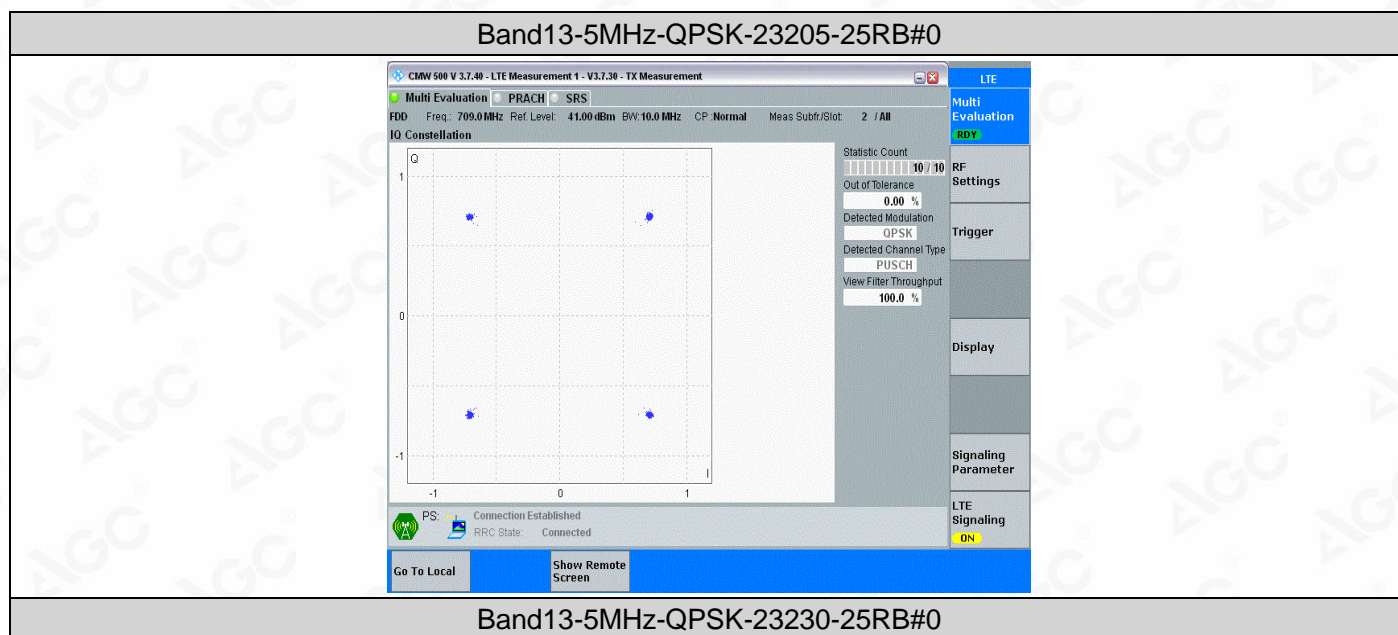 Band13-5MHz-QPSK-23205-25RB#0
CMW 500 V 3.7.40 - LTE Measurement 1 - V3.7.30 - TX Measurement
LTE
Multi Evaluation PRACH SRS
Multi
Evaluation
RDY
FDD Freq.: 709.0 MHz Ref. Level: 41.00 dBm BW: 10.0 MHz CP: Normal Meas Subfr./Slot: 2 / All
IQ Constellation
Q
1
0
-1
I
-1 0 1
Statistic Count
10 / 10
Out of Tolerance
0.00 %
Detected Modulation
QPSK
Detected Channel Type
PUSCH
View Filter Throughput
100.0 %
RF
Settings
Trigger
Display
Signaling
Parameter
LTE
Signaling
ON
PS: Connection Established
RRC State: Connected
Go To Local
Show Remote
Screen
Band13-5MHz-QPSK-23230-25RB#0
AGC